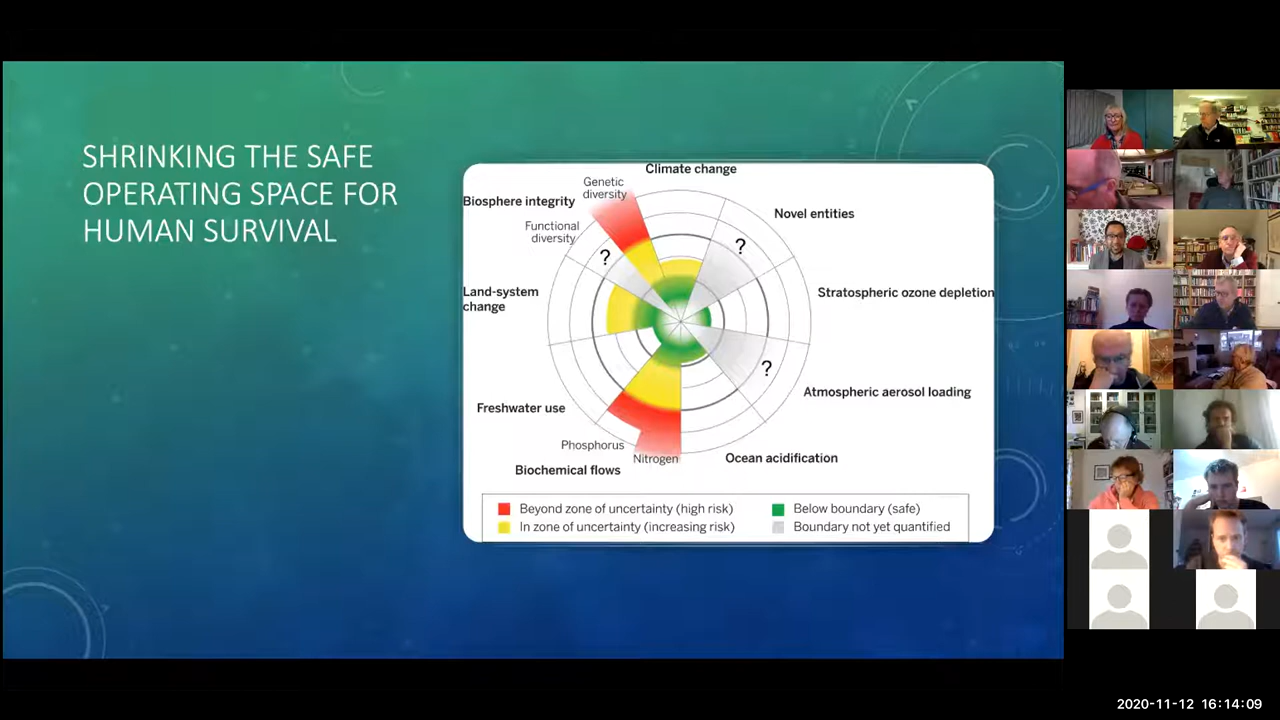 SHRINKING THE SAFE
OPERATING SPACE FOR
HUMAN SURVIVAL
Climate change
Genetic
diversity
Biosphere integrity
Functional
diversity
?
?
Novel entities
Land-system
change
Stratospheric ozone depletion
?
Atmospheric aerosol loading
Freshwater use
Phosphorus
Nitrogen
Biochemical flows
Ocean acidification
Beyond zone of uncertainty (high risk)
In zone of uncertainty (increasing risk)
Below boundary (safe)
Boundary not yet quantified
2020-11-12 16:14:09